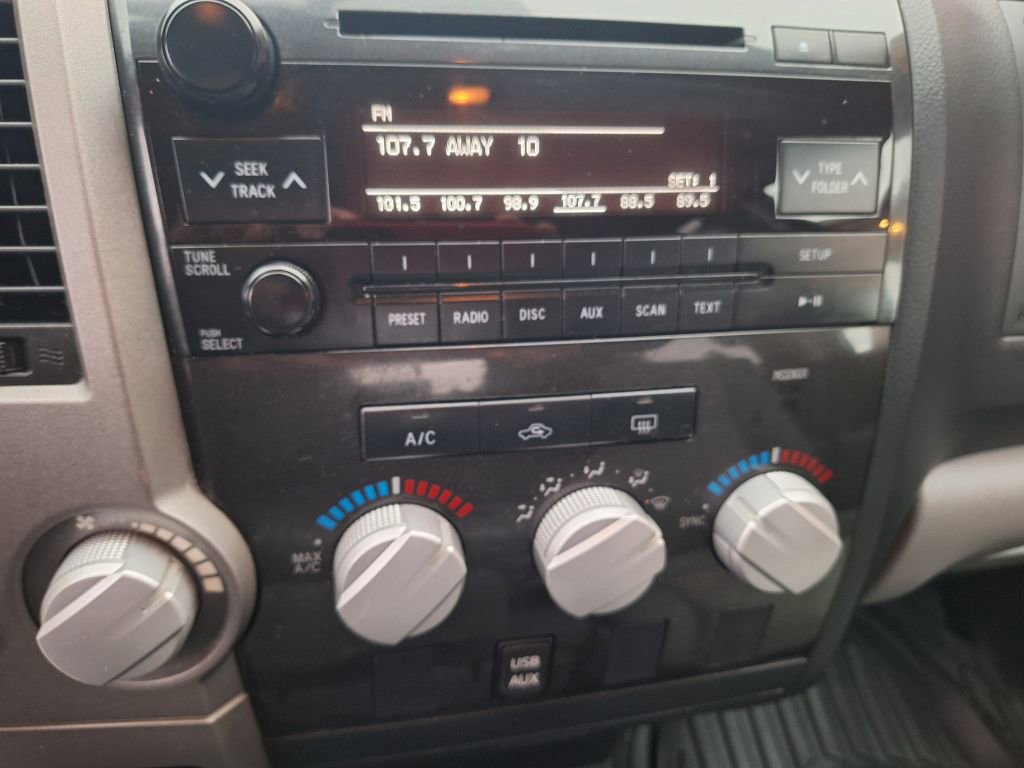 FM
107.7 AWAY 10
SET: 1
101.5 100.7 98.9 107.7 88.5 89.5
SEEK
TRACK
TYPE
FOLDER
TUNE
SCROLL
PUSH
SELECT
SETUP
PRESET RADIO DISC AUX SCAN TEXT
A/C
MAX
A/C
SYNC
USB
AUX